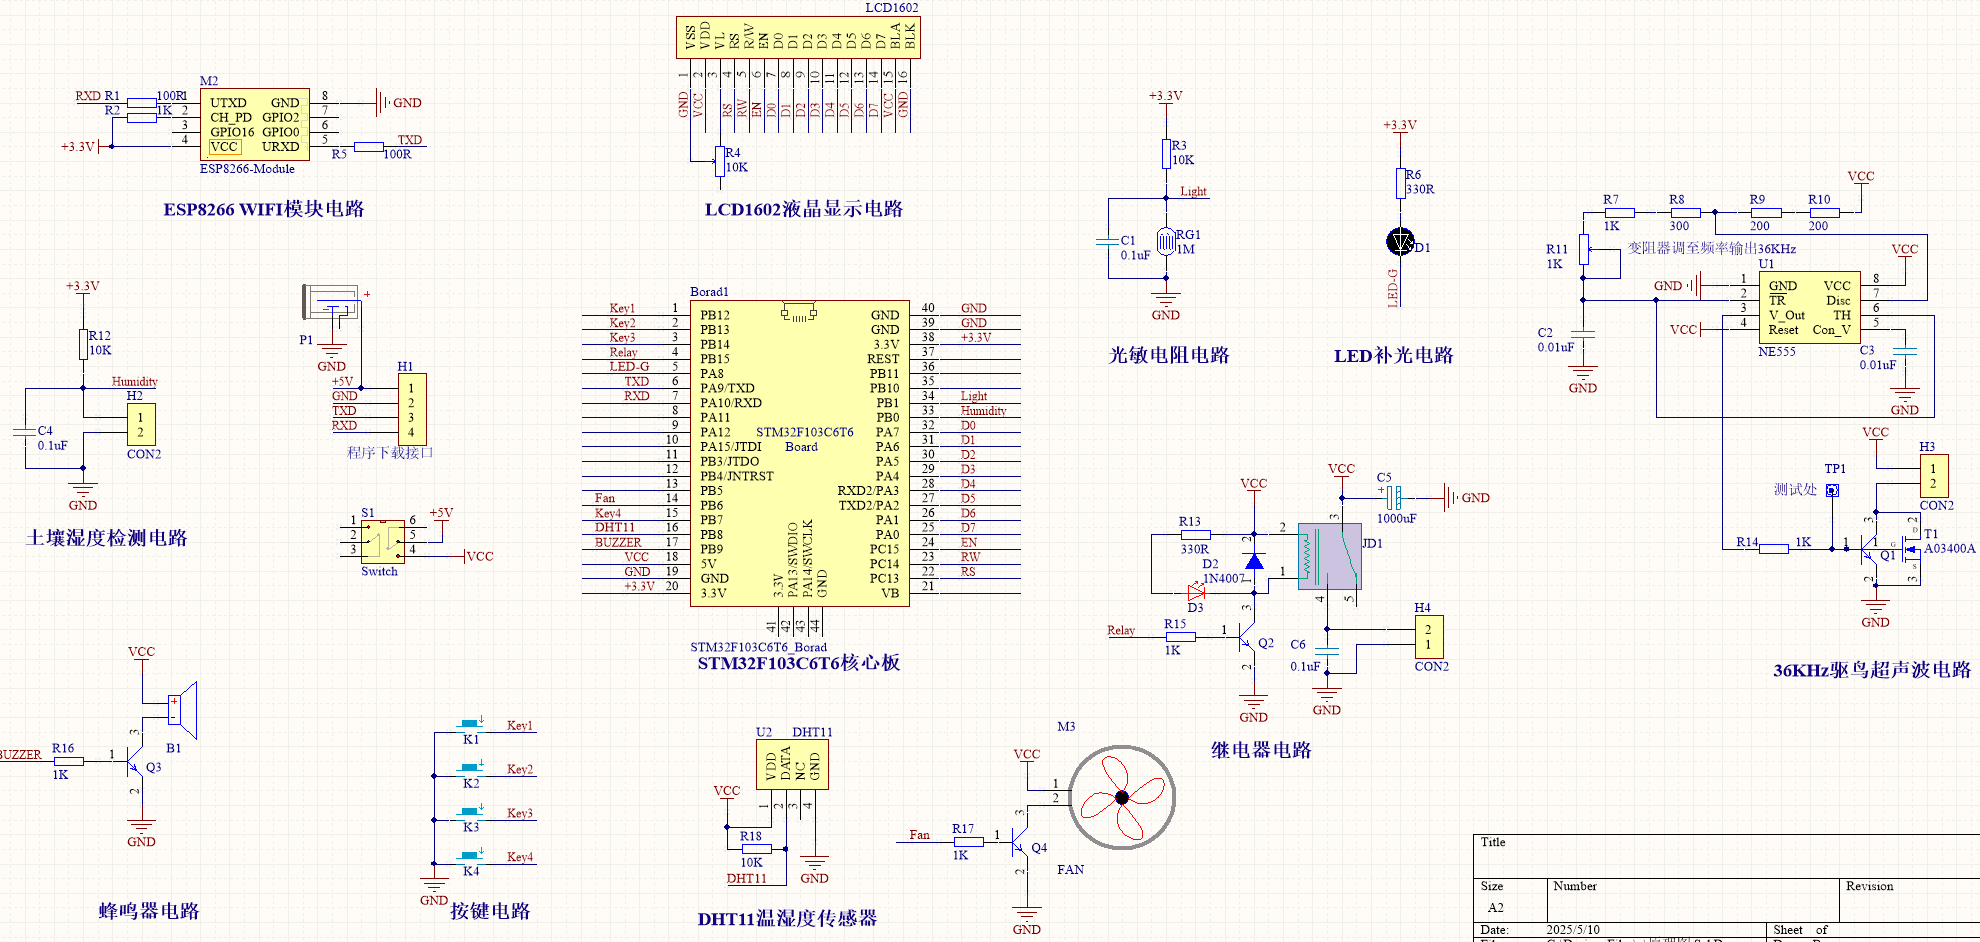 LCD1602
VSS VDD VL RS R/W EN D0 D1 D2 D3 D4 D5 D6 D7 BLA BLK
1 2 3 4 5 6 7 8 9 10 11 12 13 14 15 16
GND VCC RS RW EN D0 D1 D2 D3 D4 D5 D6 D7 VCC GND
R4
10K
LCD1602液晶显示电路
M2
RXD R1 100R 1 UTXD GND 8 GND
R2 1K 2 CH_PD GPIO2 7
3 GPIO16 GPIO0 6
+3.3V 4 VCC URXD 5 TXD
R5 100R
ESP8266-Module
ESP8266 WIFI模块电路
+3.3V
R3
10K
Light
C1
0.1uF
RG1
1M
GND
光敏电阻电路
+3.3V
R6
330R
D1
LED-G
LED补光电路
VCC
R7 R8 R9 R10
1K 300 200 200
R11
1K
变阻器调至频率输出36KHz
U1
VCC
GND 1 GND VCC 8
2 TR Disc 7
3 V_Out TH 6
VCC 4 Reset Con_V 5
NE555
C2
0.01uF
GND
C3
0.01uF
GND
VCC
H3
1
2
CON2
TP1
测试处
R14 1K
1 3 2 Q1
1 G D 2 S 3
T1
A03400A
GND
36KHz驱鸟超声波电路
+3.3V
R12
10K
Humidity
H2
1
2
CON2
C4
0.1uF
GND
土壤湿度检测电路
+
P1
GND
H1
+5V 1
GND 2
TXD 3
RXD 4
程序下载接口
S1
1 6 +5V
2 5
3 4 VCC
Switch
Borad1
Key1 1 PB12 GND 40 GND
Key2 2 PB13 GND 39 GND
Key3 3 PB14 3.3V 38 +3.3V
Relay 4 PB15 REST 37
LED-G 5 PA8 PB11 36
TXD 6 PA9/TXD PB10 35
RXD 7 PA10/RXD PB1 34 Light
8 PA11 PB0 33 Humidity
9 PA12 PA7 32 D0
10 PA15/JTDI PA6 31 D1
11 PB3/JTDO PA5 30 D2
12 PB4/JNTRST PA4 29 D3
13 PB5 RXD2/PA3 28 D4
Fan 14 PB6 TXD2/PA2 27 D5
Key4 15 PB7 PA1 26 D6
DHT11 16 PB8 PA0 25 D7
BUZZER 17 PB9 PC15 24 EN
VCC 18 5V PC14 23 RW
GND 19 GND PC13 22 RS
+3.3V 20 3.3V VB 21
STM32F103C6T6
Board
3.3V PA13/SWDIO PA14/SWCLK GND
41 42 43 44
STM32F103C6T6_Borad
STM32F103C6T6核心板
VCC
VCC
C5
+
1000uF
GND
R13
330R
D2
1N4007
2
1
D3
2
1
3
4
5
JD1
Relay R15
1K
1 3 2 Q2
GND
C6
0.1uF
GND
H4
2
1
CON2
继电器电路
VCC
+
-
B1
BUZZER R16
1K
1 3 2 Q3
GND
蜂鸣器电路
K1 Key1
K2 Key2
K3 Key3
K4 Key4
GND
按键电路
U2 DHT11
VDD DATA NC GND
1 2 3 4
VCC
R18
10K
DHT11
GND
DHT11温湿度传感器
M3
VCC
1
2
Fan R17
1K
1 3 2 Q4
FAN
GND
Title
Size Number Revision
A2
Date: 2025/5/10 Sheet of